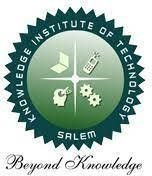 KNOWLEDGE INSTITUTE OF TECHNOLOGY
SALEM
Beyond Knowledge